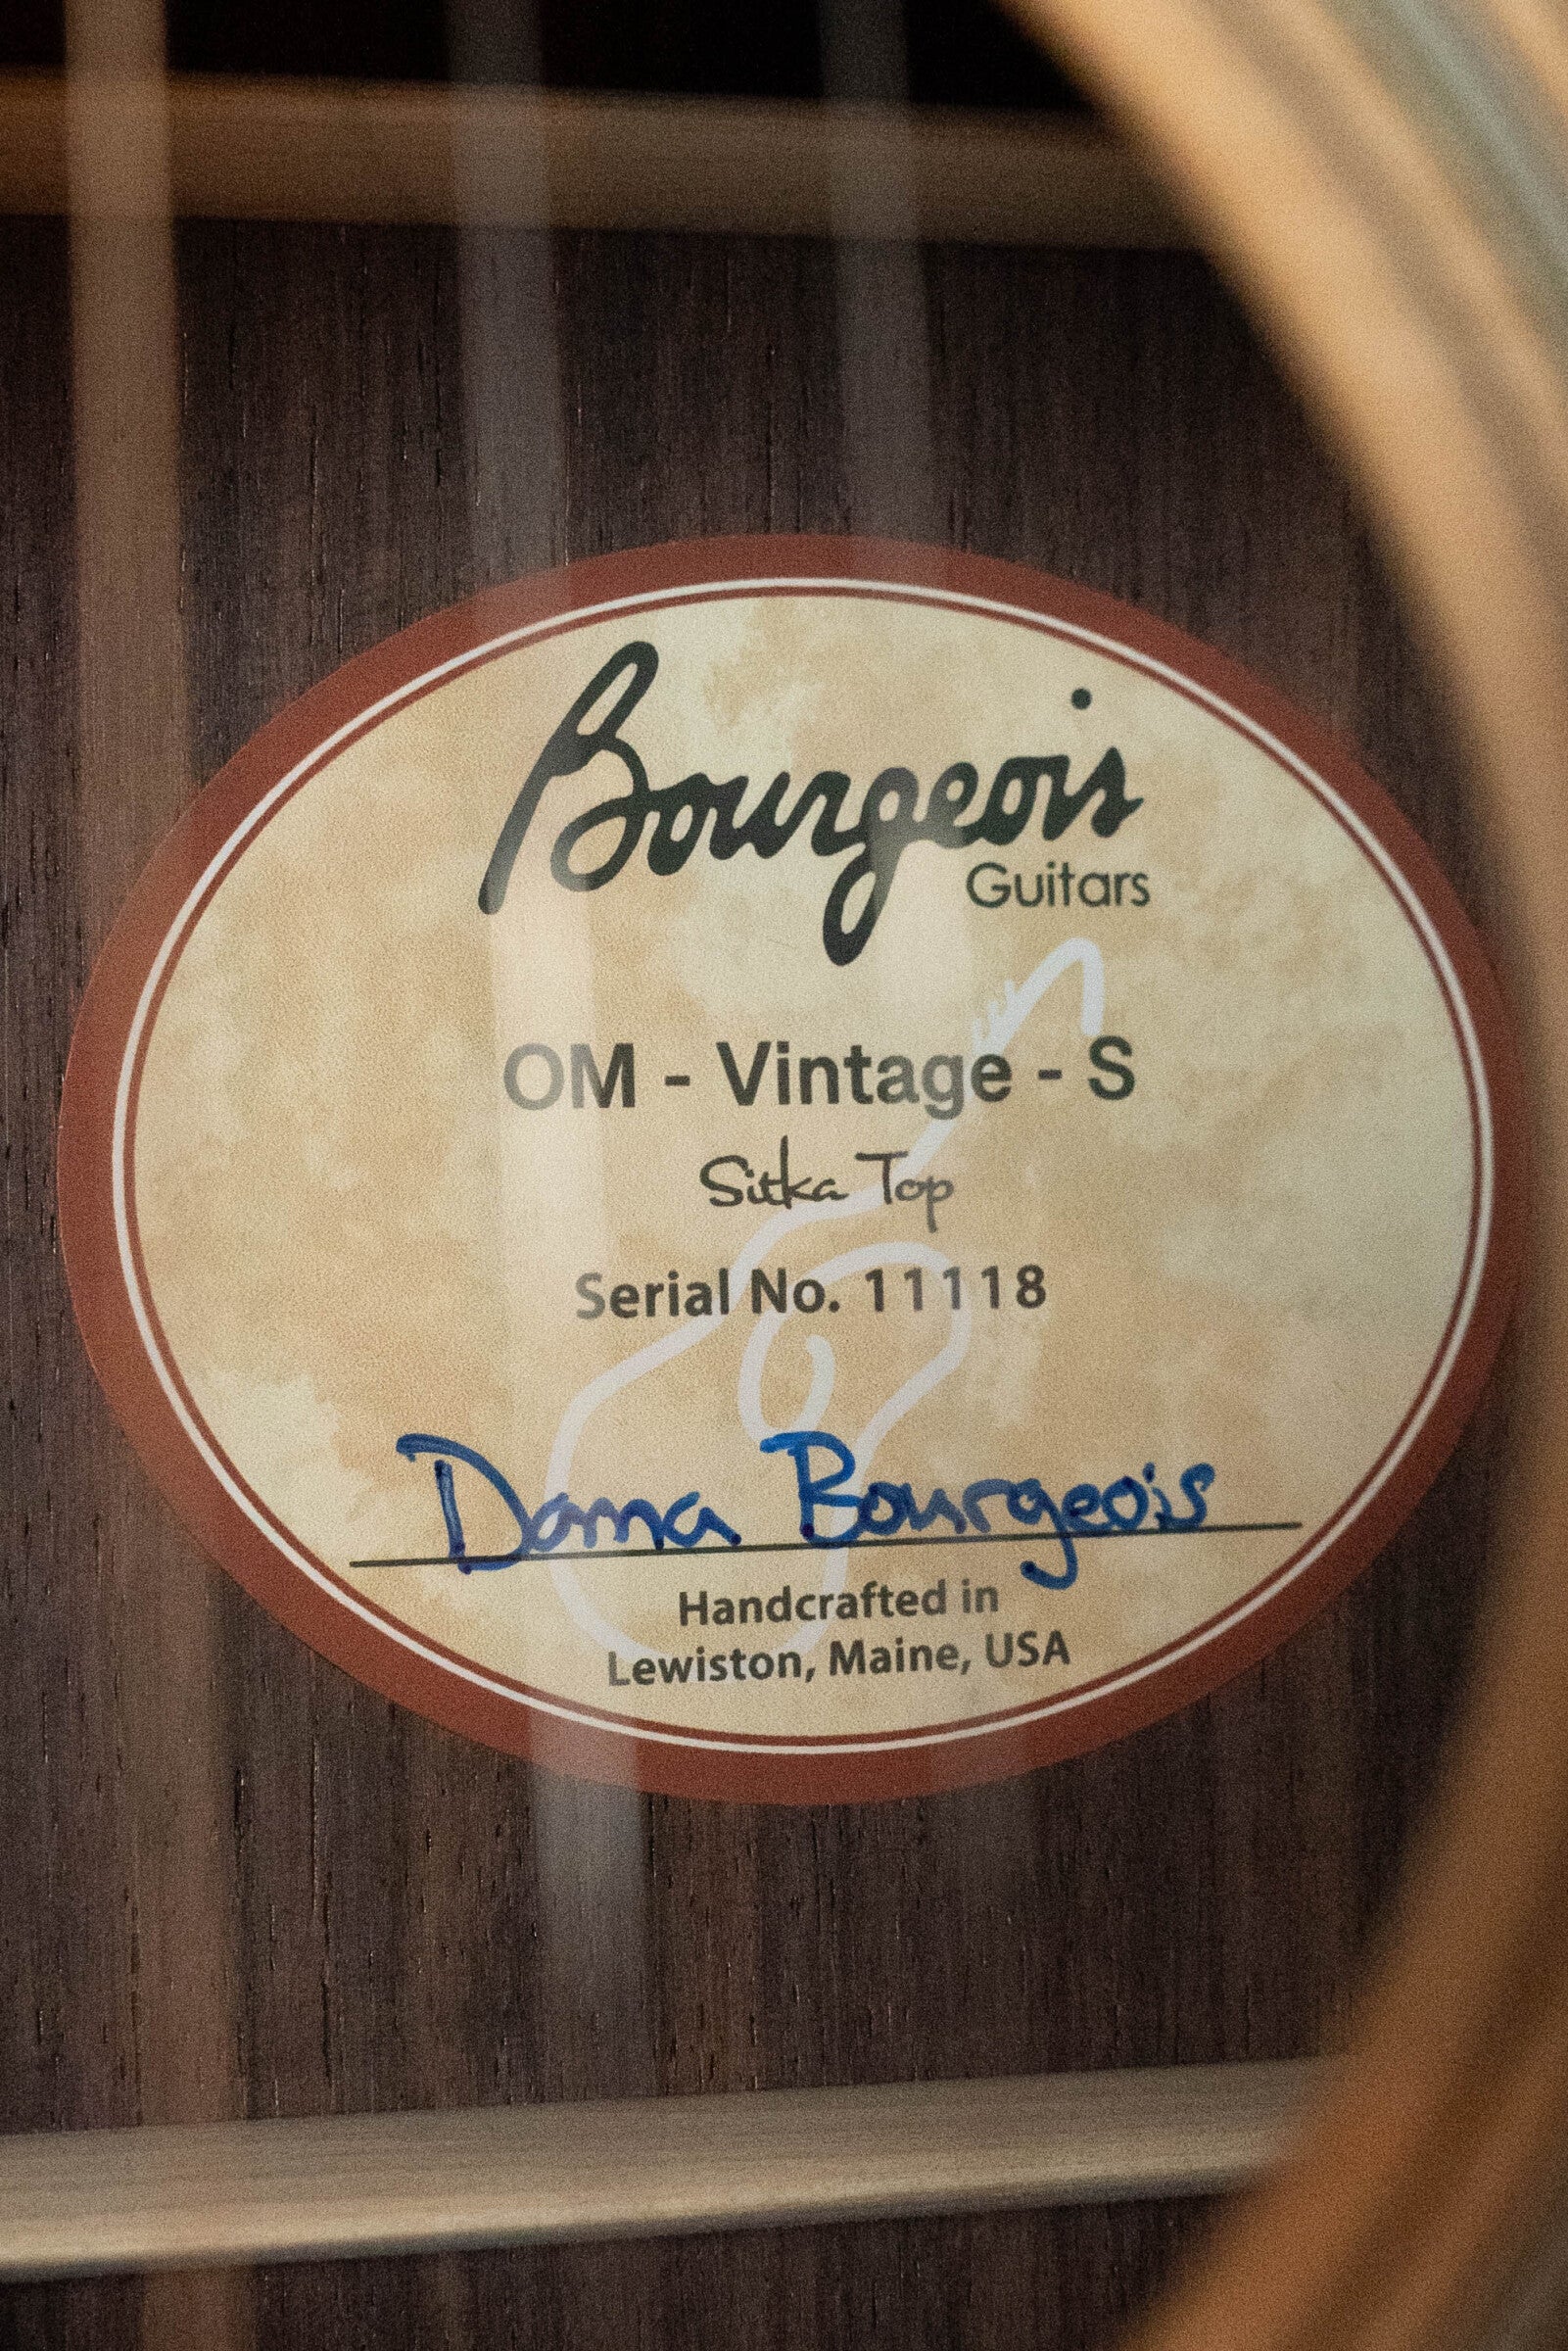 Bourgeois
Guitars
OM - Vintage - S
Sitka Top
Serial No. 11118
Dana Bourgeois
Handcrafted in
Lewiston, Maine, USA